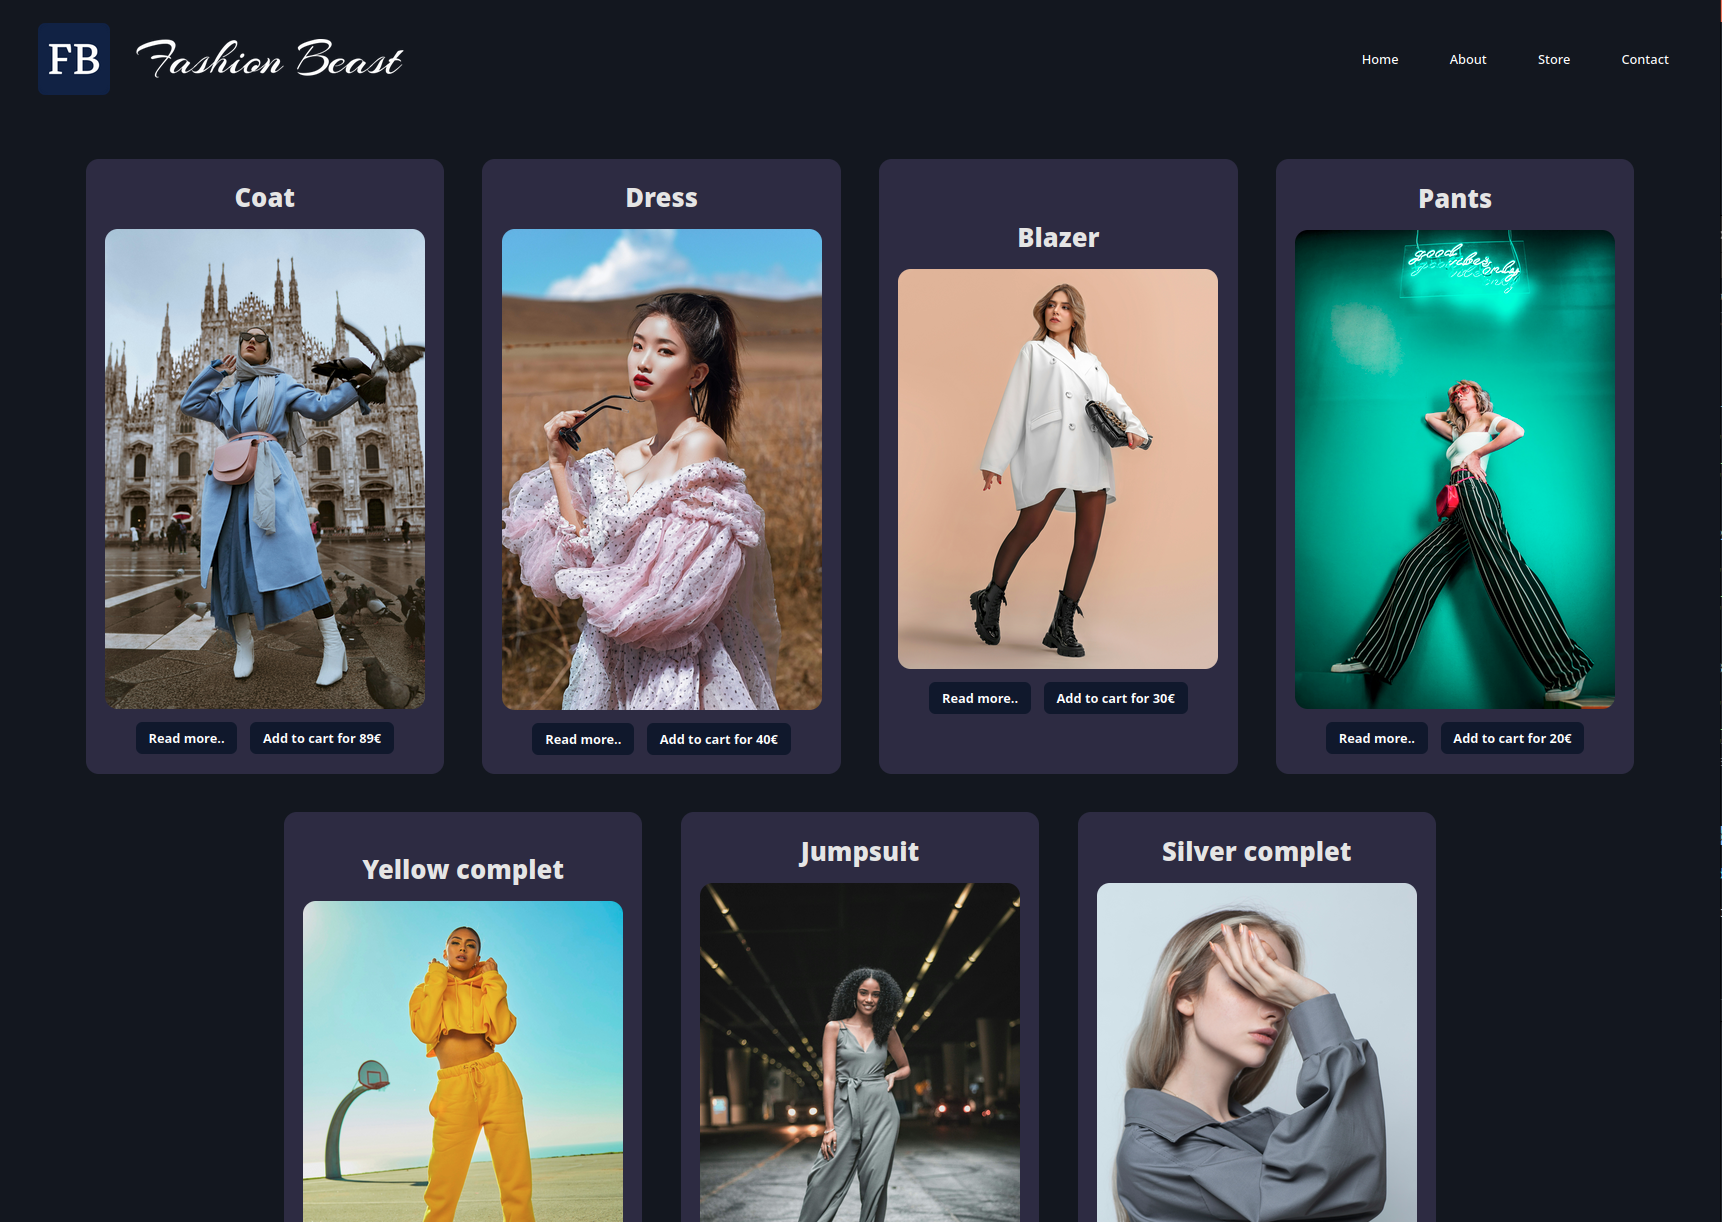 FB
Fashion Beast
Home
About
Store
Contact
Coat
Dress
Blazer
Pants
good vibes only
Read more..
Add to cart for 89€
Read more..
Add to cart for 40€
Read more..
Add to cart for 30€
Read more..
Add to cart for 20€
Yellow complet
Jumpsuit
Silver complet